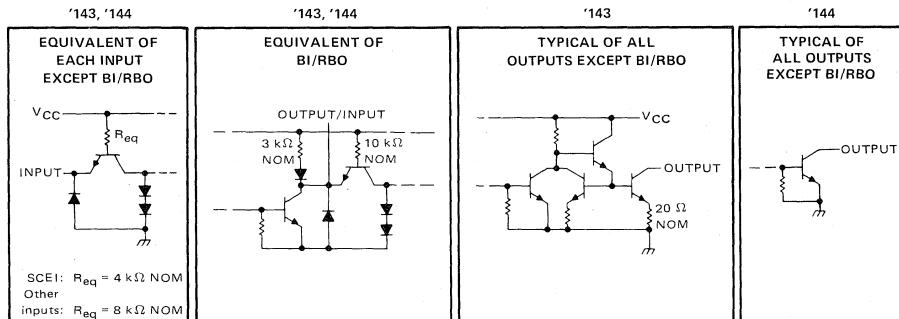 '143, '144
EQUIVALENT OF
EACH INPUT
EXCEPT BI/RBO
VCC
Req
INPUT
SCEI: Req = 4 kΩ NOM
Other
inputs: Req = 8 kΩ NOM
'143, '144
EQUIVALENT OF
BI/RBO
OUTPUT/INPUT
3 kΩ
NOM
10 kΩ
NOM
'143
TYPICAL OF ALL
OUTPUTS EXCEPT BI/RBO
VCC
OUTPUT
20 Ω
NOM
'144
TYPICAL OF
ALL OUTPUTS
EXCEPT BI/RBO
OUTPUT